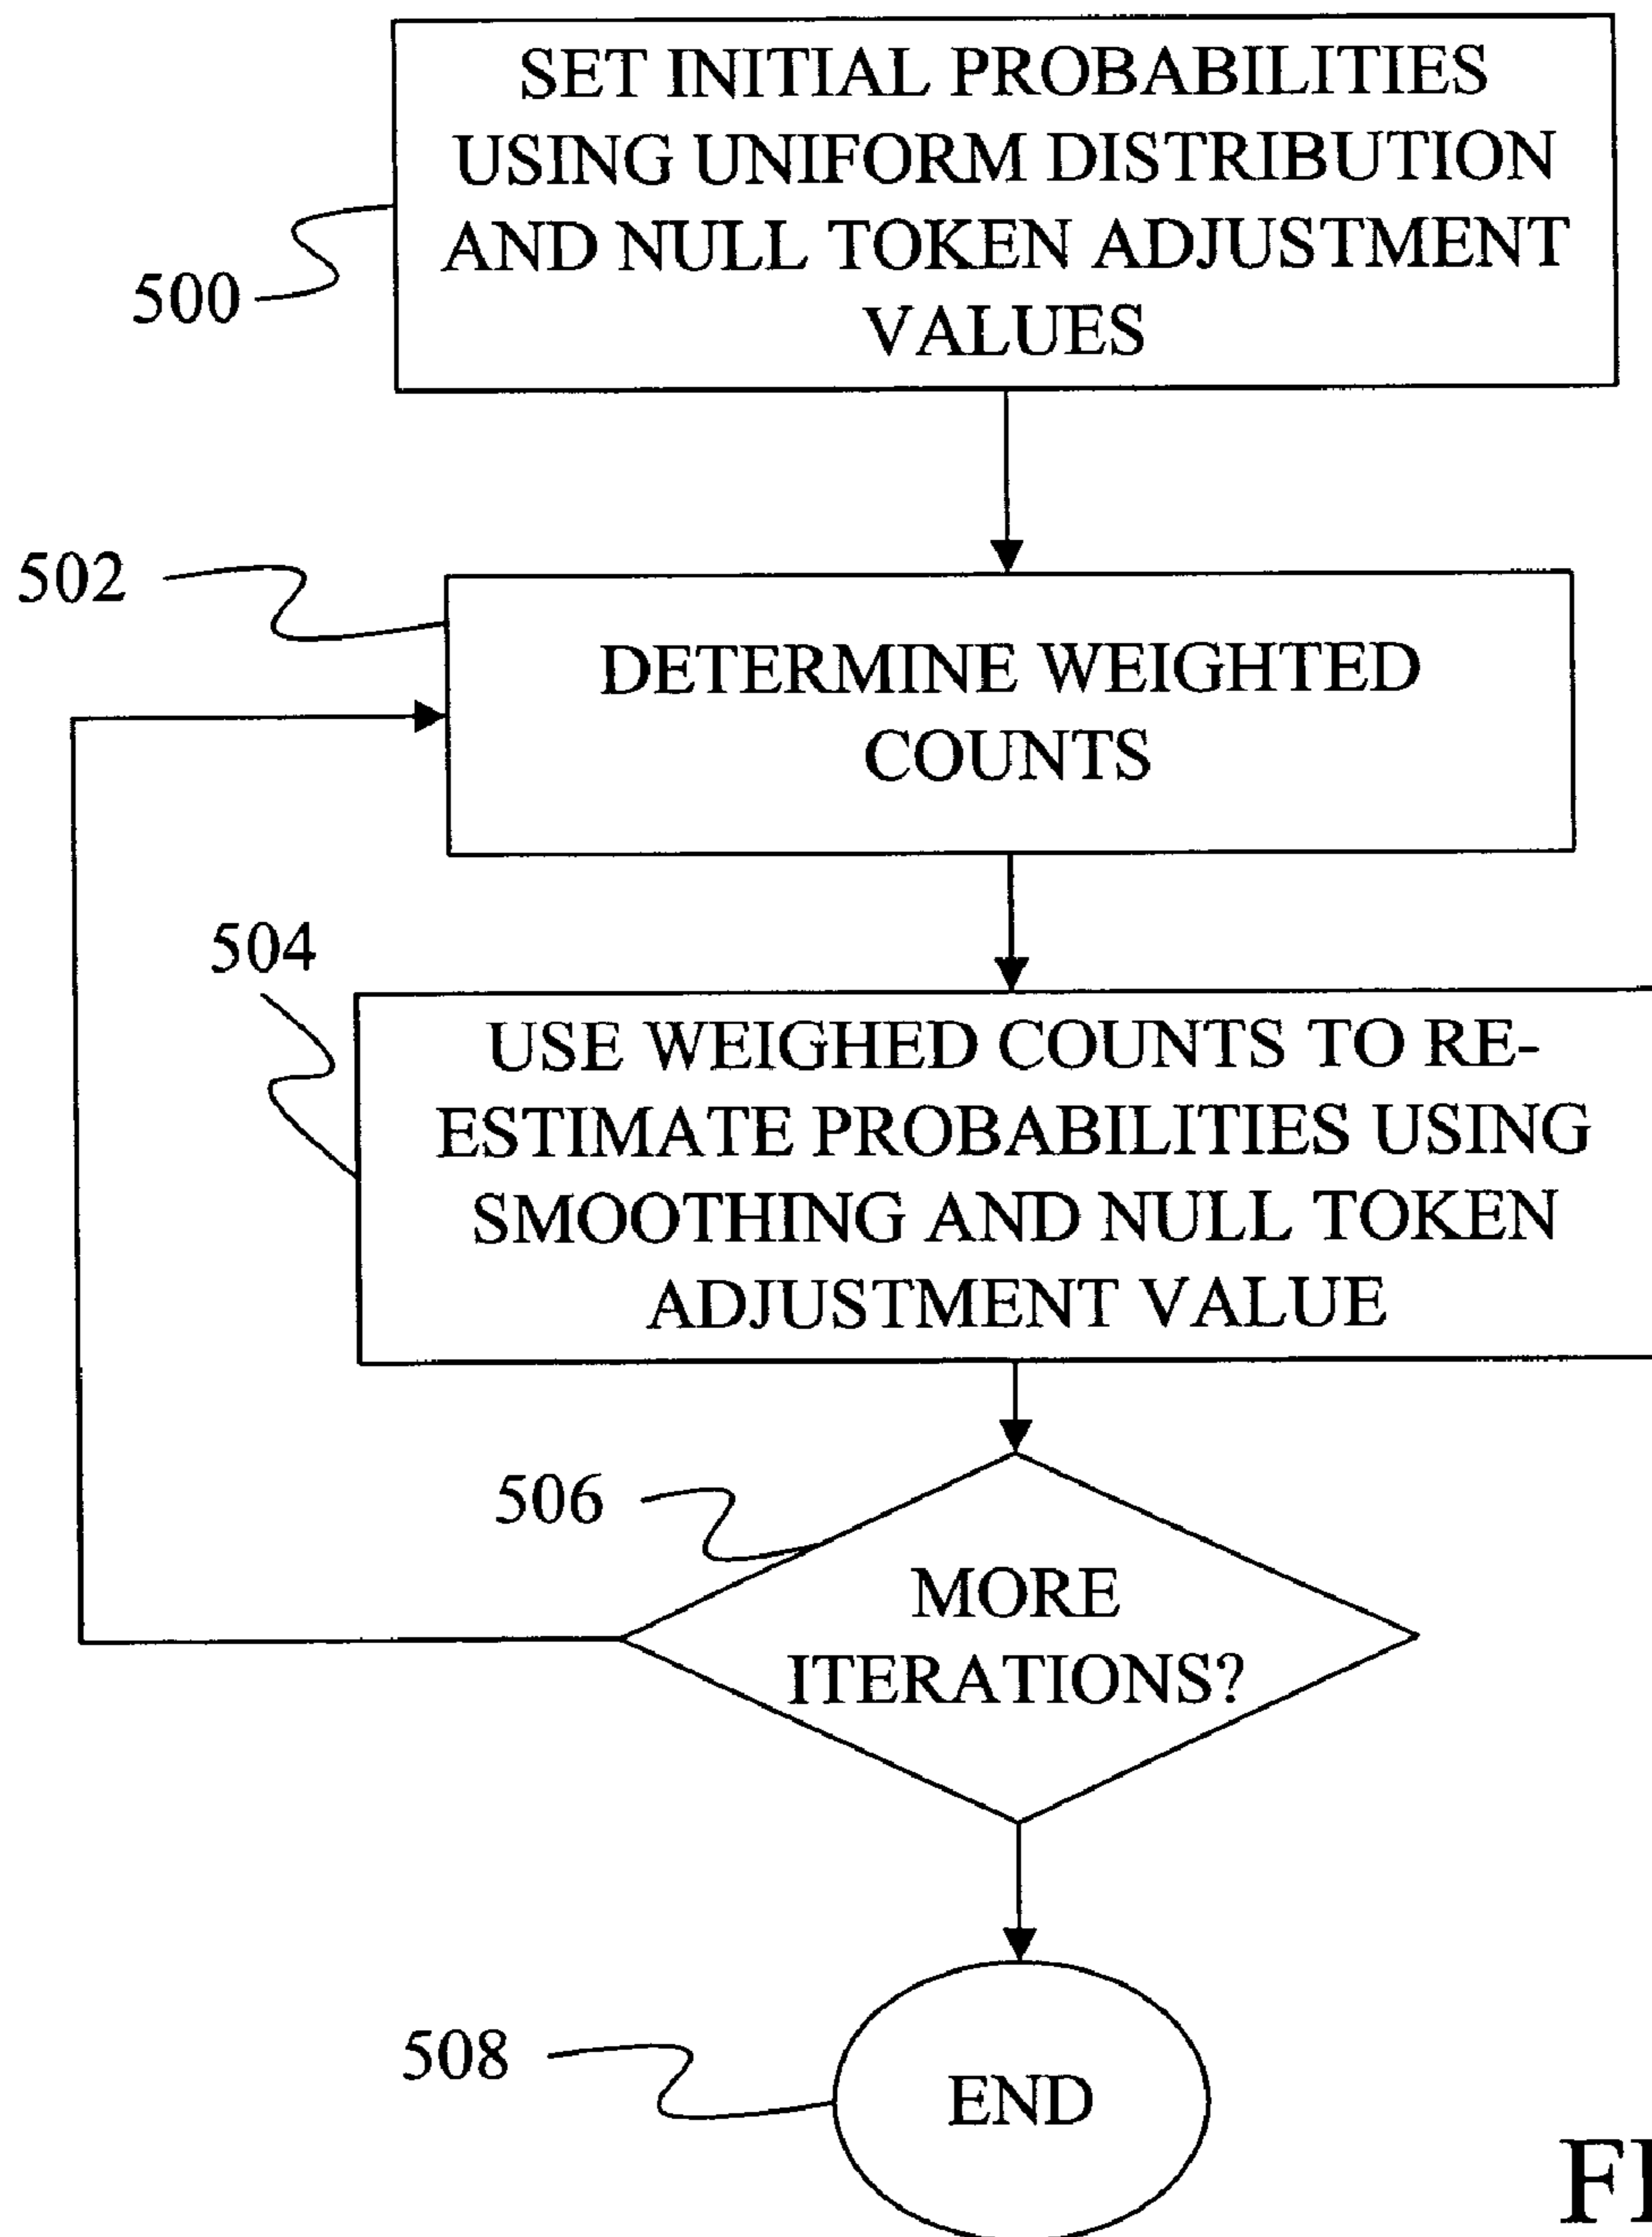 SET INITIAL PROBABILITIES
USING UNIFORM DISTRIBUTION
AND NULL TOKEN ADJUSTMENT
VALUES
500
502
DETERMINE WEIGHTED
COUNTS
504
USE WEIGHED COUNTS TO RE-
ESTIMATE PROBABILITIES USING
SMOOTHING AND NULL TOKEN
ADJUSTMENT VALUE
506
MORE
ITERATIONS?
508
END